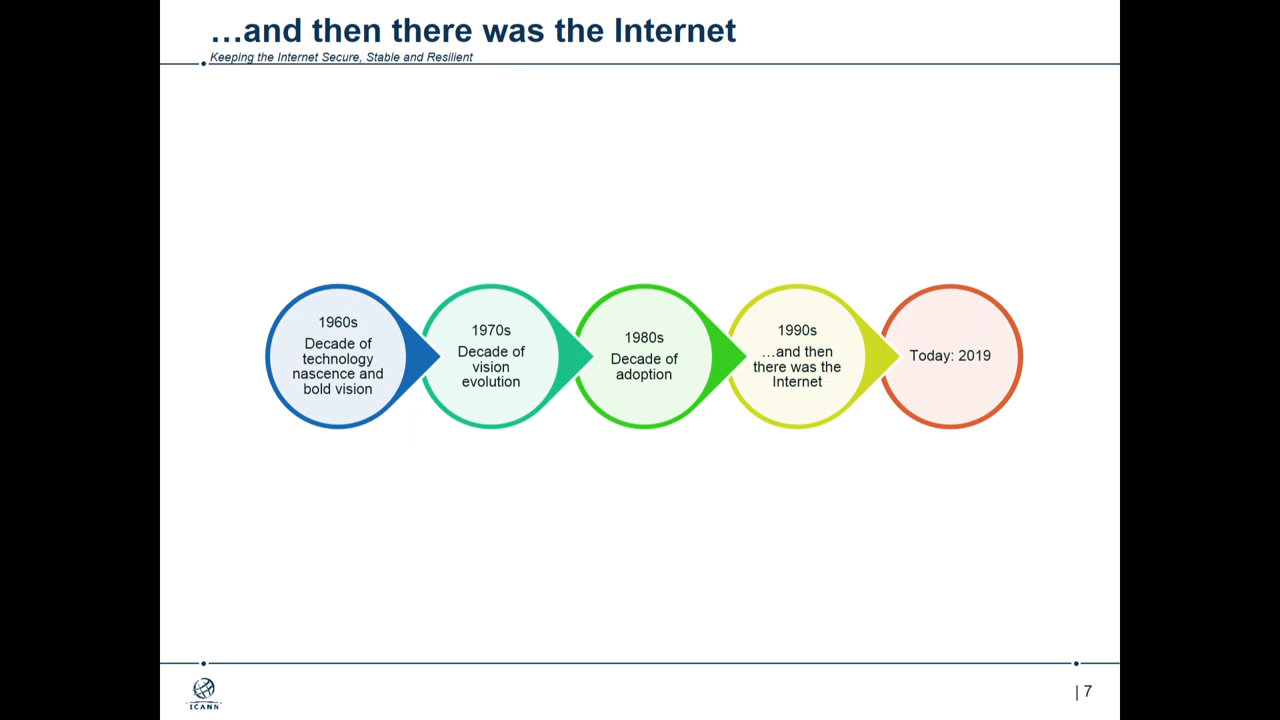 …and then there was the Internet
Keeping the Internet Secure, Stable and Resilient
1960s
Decade of
technology
nascence and
bold vision
1970s
Decade of
vision
evolution
1980s
Decade of
adoption
1990s
…and then
there was the
Internet
Today: 2019
ICANN
| 7